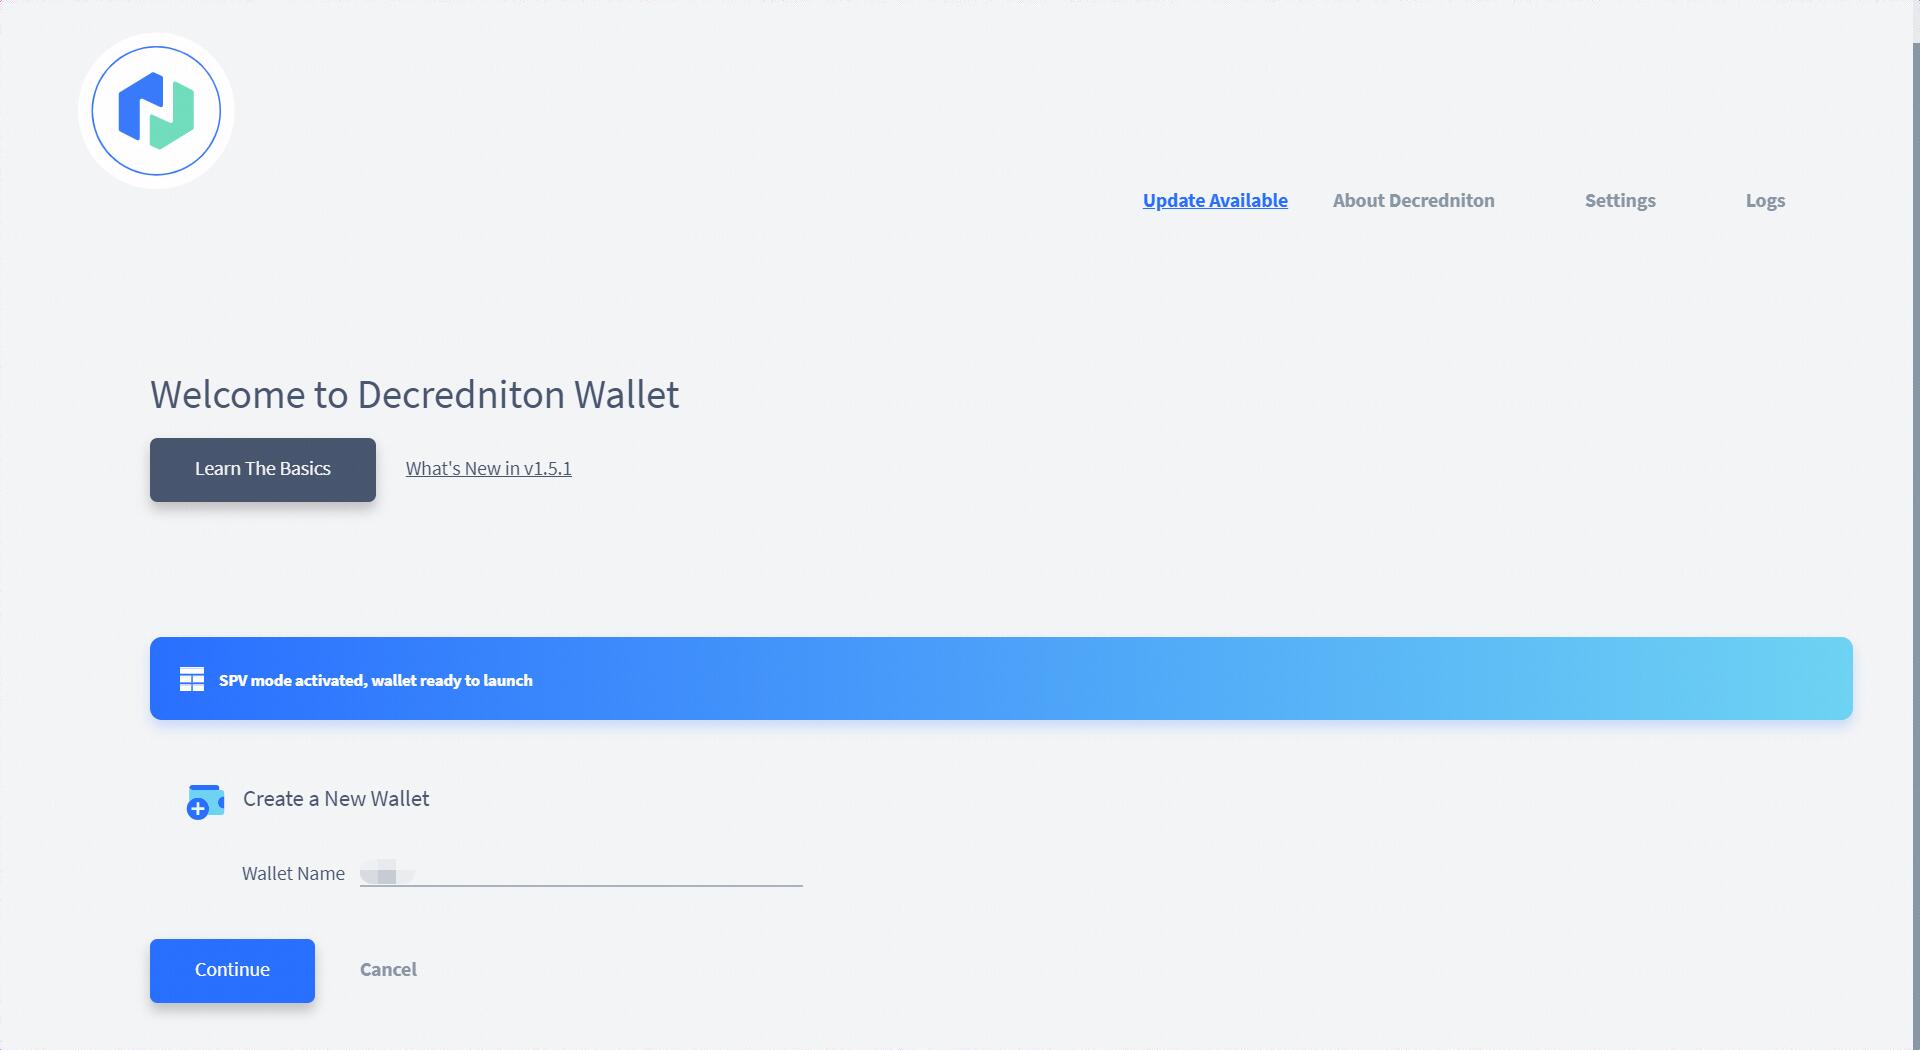 Update Available About Decredniton Settings Logs
Welcome to Decredniton Wallet
Learn The Basics What's New in v1.5.1
SPV mode activated, wallet ready to launch
Create a New Wallet
Wallet Name
Continue Cancel